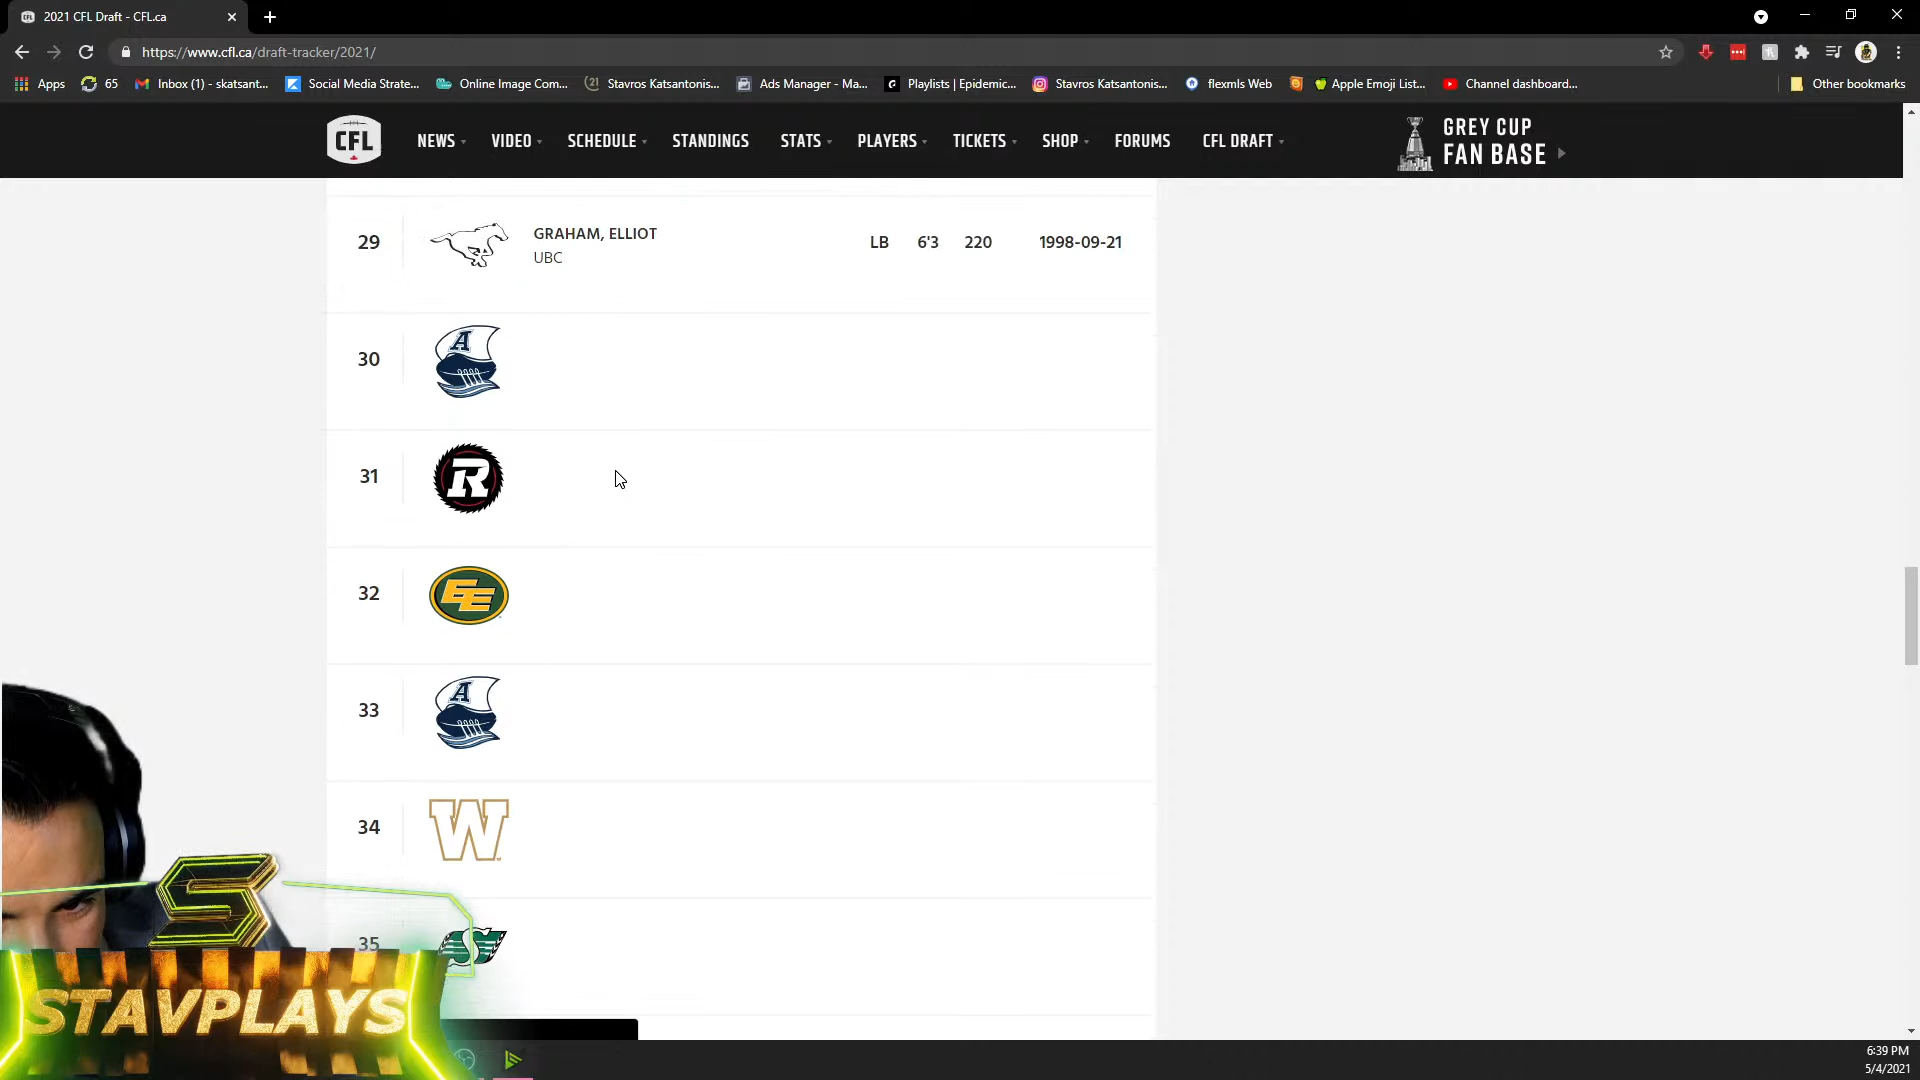 2021 CFL Draft - CFL.ca
https://www.cfl.ca/draft-tracker/2021/
Apps 65 Inbox (1) - skatsant... Social Media Strate... Online Image Com... Stavros Katsantonis... Ads Manager - Ma... Playlists | Epidemic... Stavros Katsantonis... flexmls Web Apple Emoji List... Channel dashboard... Other bookmarks
CFL NEWS VIDEO SCHEDULE STANDINGS STATS PLAYERS TICKETS SHOP FORUMS CFL DRAFT
GREY CUP
FAN BASE
29 GRAHAM, ELLIOT LB 6'3 220 1998-09-21
UBC
30 A
31 R
32 EE
33 A
34 W
35 S
S
STAVPLAYS
6:39 PM
5/4/2021